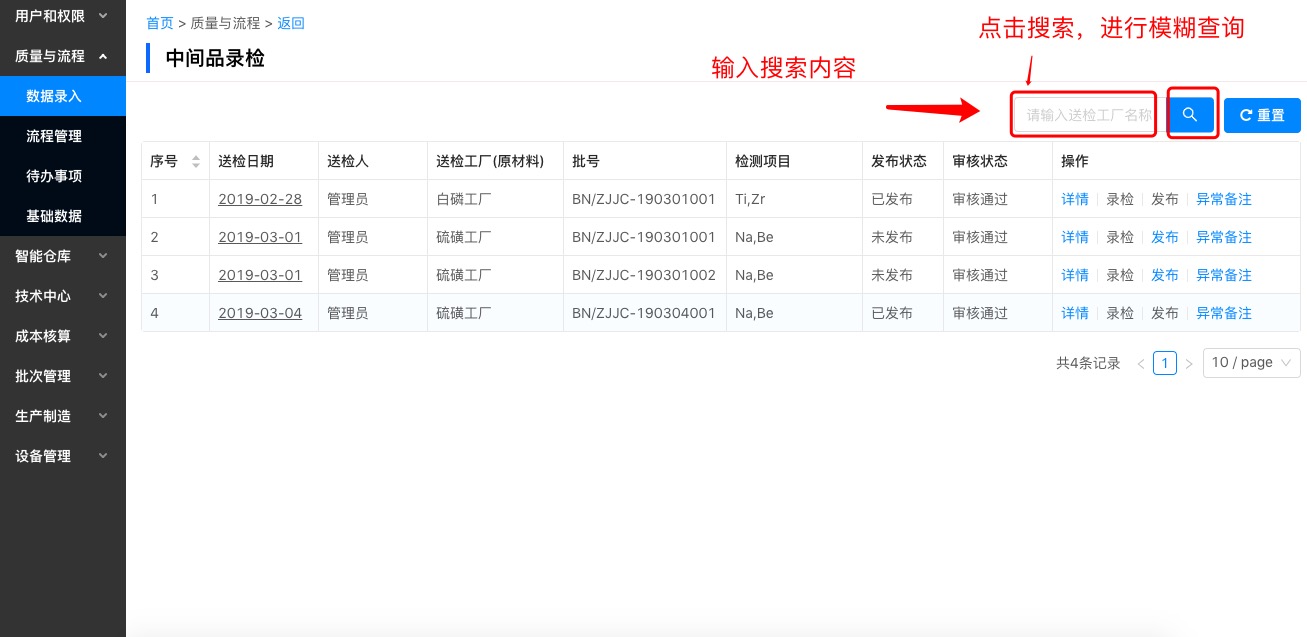 用户和权限
质量与流程
数据录入
流程管理
待办事项
基础数据
智能仓库
技术中心
成本核算
批次管理
生产制造
设备管理
首页 > 质量与流程 > 返回
中间品录检
点击搜索，进行模糊查询
输入搜索内容
请输入送检工厂名称
重置
序号 送检日期 送检人 送检工厂(原材料) 批号 检测项目 发布状态 审核状态 操作
1 2019-02-28 管理员 白磷工厂 BN/ZJJC-190301001 Ti,Zr 已发布 审核通过 详情 录检 发布 异常备注
2 2019-03-01 管理员 硫磺工厂 BN/ZJJC-190301001 Na,Be 未发布 审核通过 详情 录检 发布 异常备注
3 2019-03-01 管理员 硫磺工厂 BN/ZJJC-190301002 Na,Be 未发布 审核通过 详情 录检 发布 异常备注
4 2019-03-04 管理员 硫磺工厂 BN/ZJJC-190304001 Na,Be 已发布 审核通过 详情 录检 发布 异常备注
共4条记录 < 1 > 10 / page